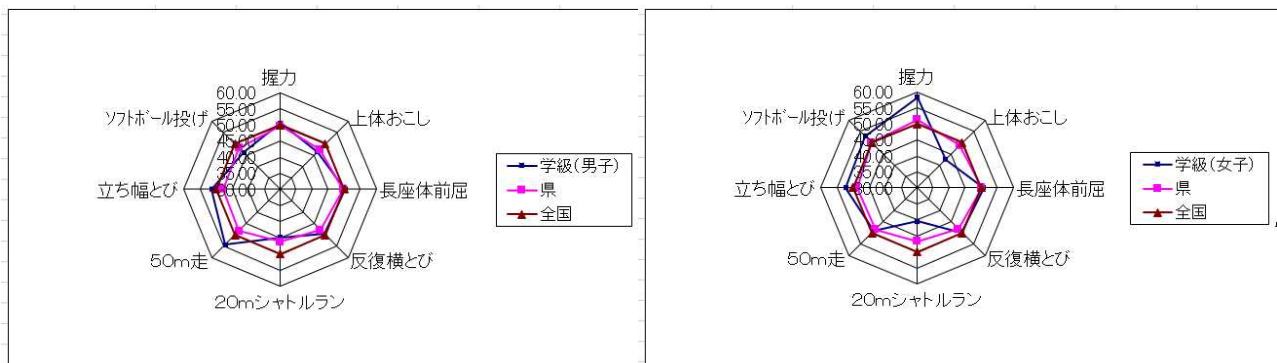 握力
60.00
55.00
50.00
45.00
40.00
35.00
ソフトボール投げ
上体おこし
立ち幅とび
長座体前屈
50m走
反復横とび
20mシャトルラン
学級(男子)
県
全国
握力
60.00
55.00
50.00
45.00
40.00
35.00
ソフトボール投げ
上体おこし
立ち幅とび
長座体前屈
50m走
反復横とび
20mシャトルラン
学級(女子)
県
全国